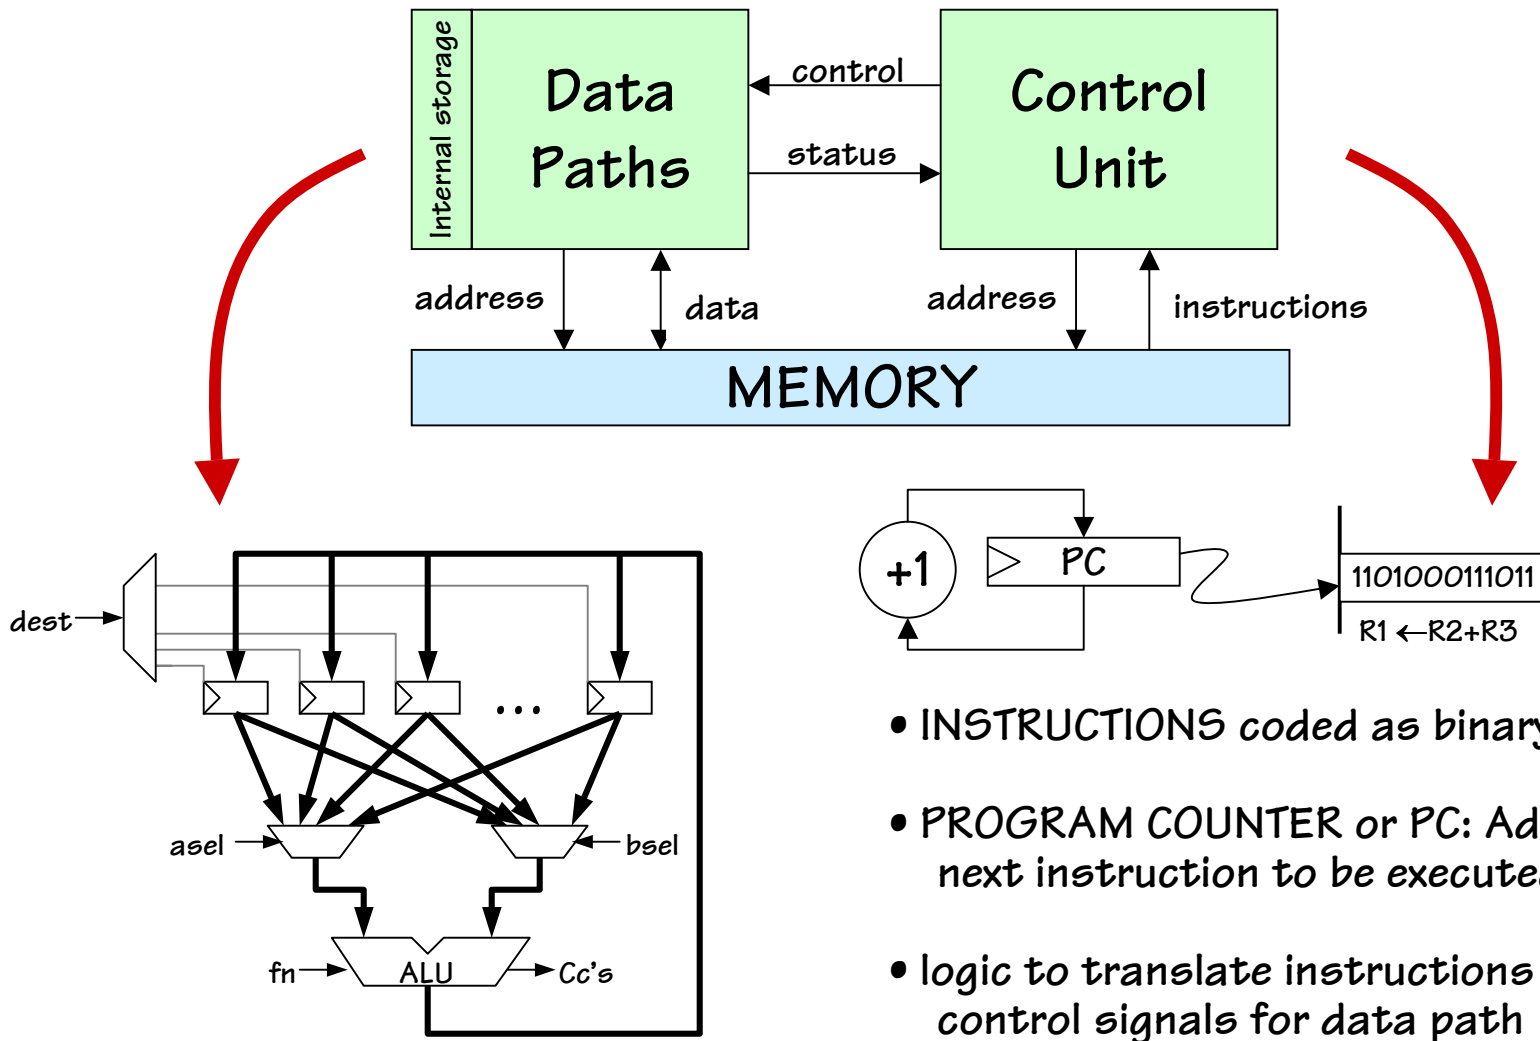 Internal storage
Data
Paths
control
status
Control
Unit
address
data
address
instructions
MEMORY
dest
asel
bsel
fn
ALU
Cc's
+1
PC
1101000111011
R1 ←R2+R3
• INSTRUCTIONS coded as binary
• PROGRAM COUNTER or PC: Ad
next instruction to be execute
• logic to translate instructions
control signals for data path